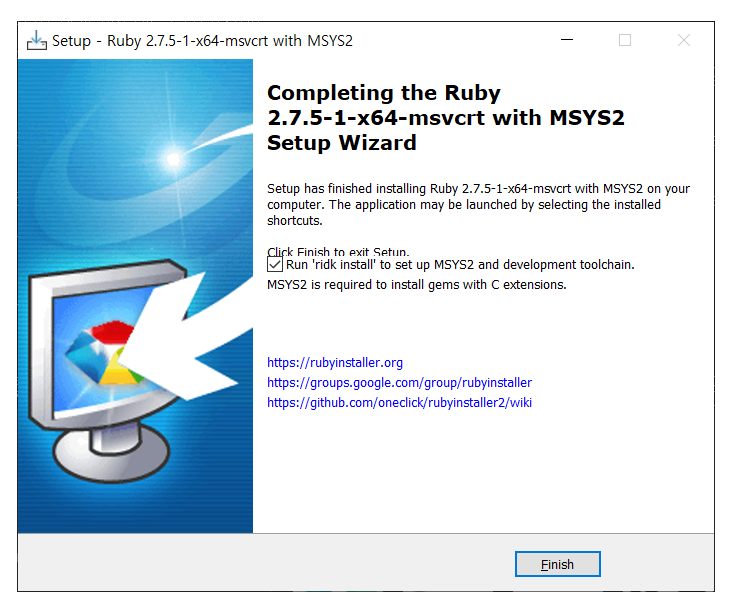 Setup - Ruby 2.7.5-1-x64-msvcrt with MSYS2
Completing the Ruby
2.7.5-1-x64-msvcrt with MSYS2
Setup Wizard
Setup has finished installing Ruby 2.7.5-1-x64-msvcrt with MSYS2 on your
computer. The application may be launched by selecting the installed
shortcuts.
Click Finish to exit Setup.
Run 'ridk install' to set up MSYS2 and development toolchain.
MSYS2 is required to install gems with C extensions.
https://rubyinstaller.org
https://groups.google.com/group/rubyinstaller
https://github.com/oneclick/rubyinstaller2/wiki
Finish